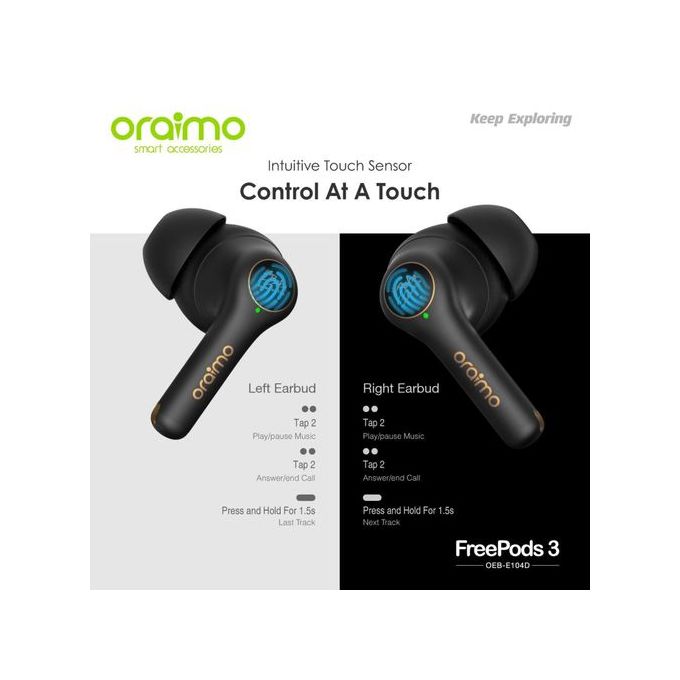 oraimo
smart accessories
Keep Exploring
Intuitive Touch Sensor
Control At A Touch
oraimo
oraimo
Left Earbud
Tap 2
Play/pause Music
Tap 2
Answer/end Call
Press and Hold For 1.5s
Last Track
Right Earbud
Tap 2
Play/pause Music
Tap 2
Answer/end Call
Press and Hold For 1.5s
Next Track
FreePods 3
OEB-E104D